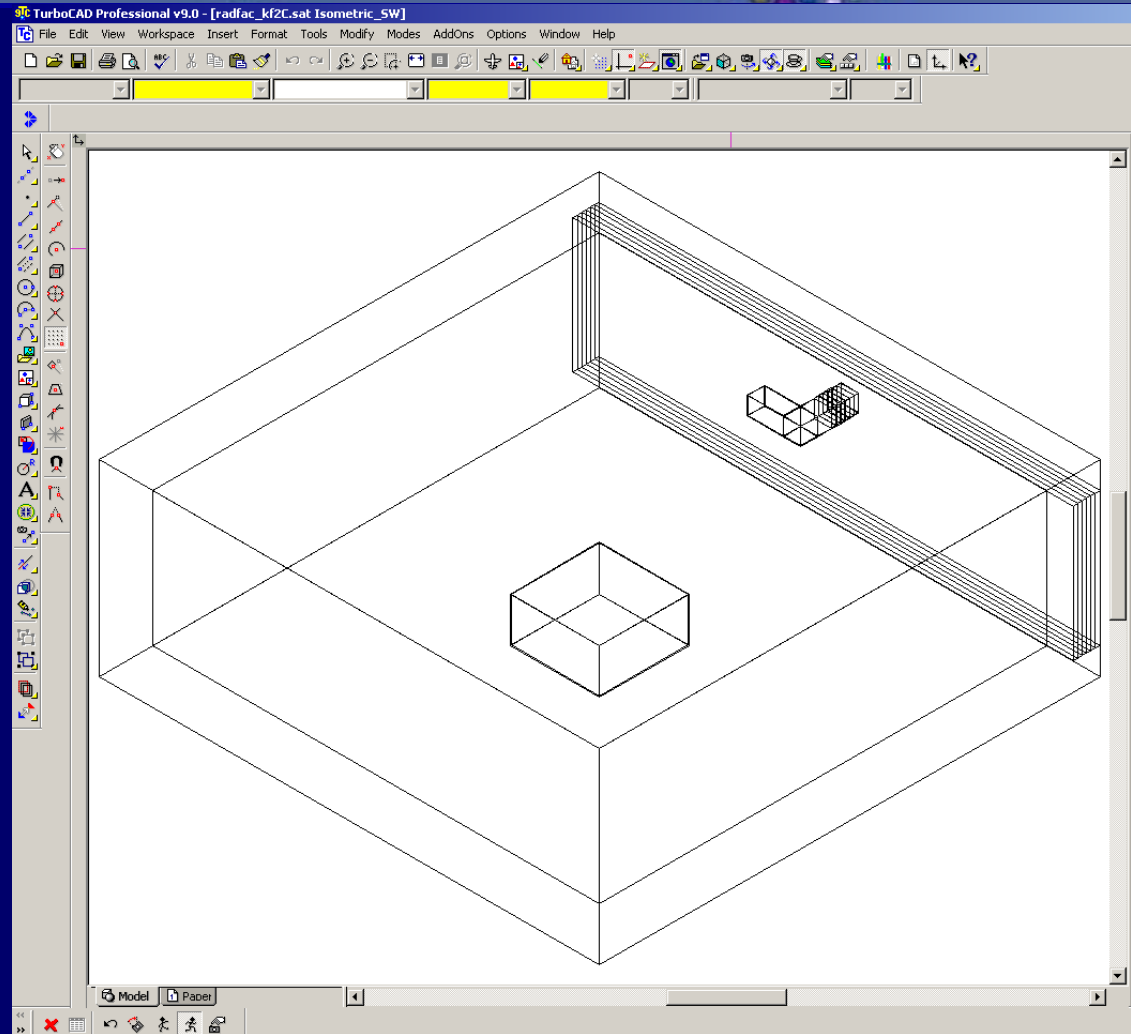 TurboCAD Professional v9.0 - [radfac_kf2C.sat Isometric_SW]
File Edit View Workspace Insert Format Tools Modify Modes AddOns Options Window Help
Model Paper